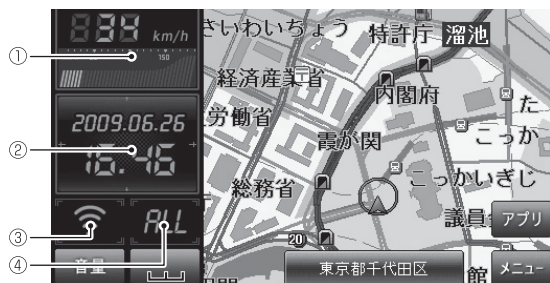 ①
②
③
④
34 km/h
150
2009.06.26
16:46
ALL
音量
さいわいちょう
特許庁
溜池
経済産業省
内閣府
労働省
た
こっか
霞が関
総務省
こっかいぎじ
議員
アプリ
20
東京都千代田区
館
メニュー